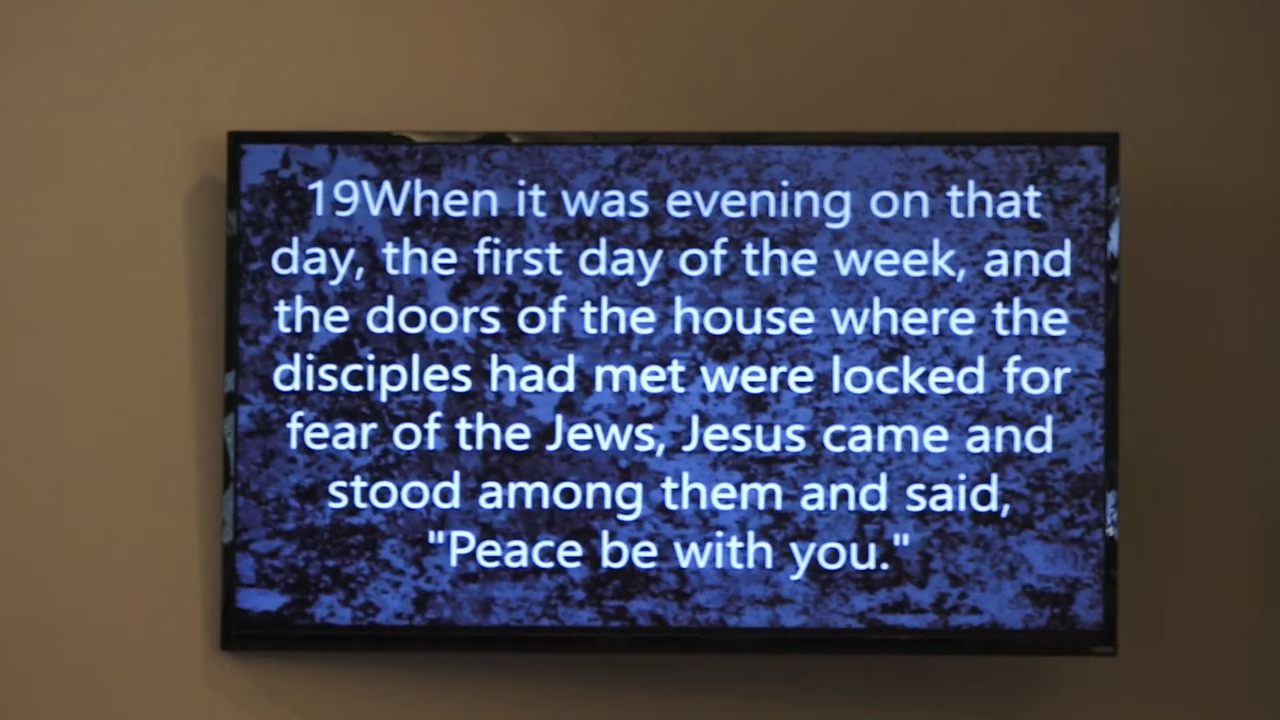 19When it was evening on that
day, the first day of the week, and
the doors of the house where the
disciples had met were locked for
fear of the Jews, Jesus came and
stood among them and said,
"Peace be with you."